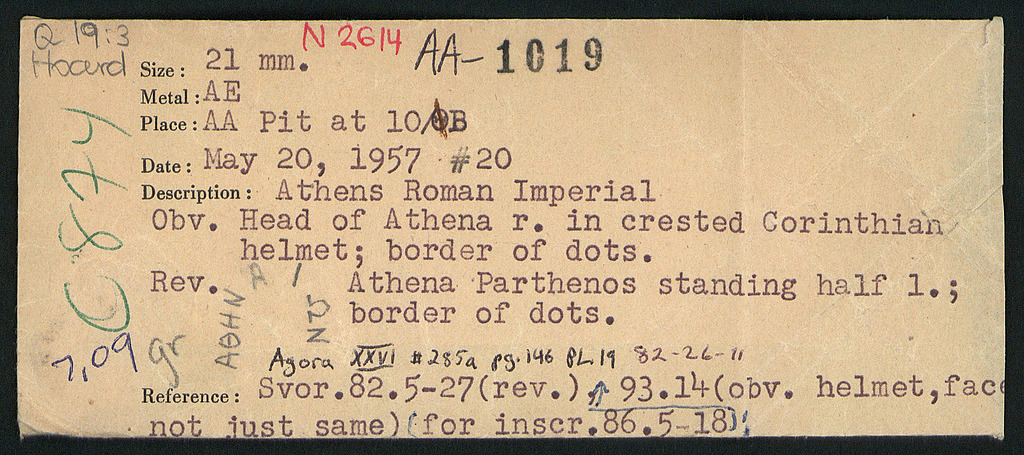 Q 19:3
Hoard
N 2614
AA- 1019
Size: 21 mm.
Metal: AE
Place: AA Pit at 10/ΘB
Date: May 20, 1957 #20
Description: Athens Roman Imperial
Obv. Head of Athena r. in crested Corinthian
helmet; border of dots.
Rev. ΑΘΗΝ Α Ι ΝΩ Athena Parthenos standing half l.;
border of dots.
C 874
7,09
gr
Agora XXVI #285a pg. 146 PL 19 82-26-11
Reference: Svor.82.5-27(rev.), 93.14(obv. helmet,face
not just same)(for inscr.86.5-18);